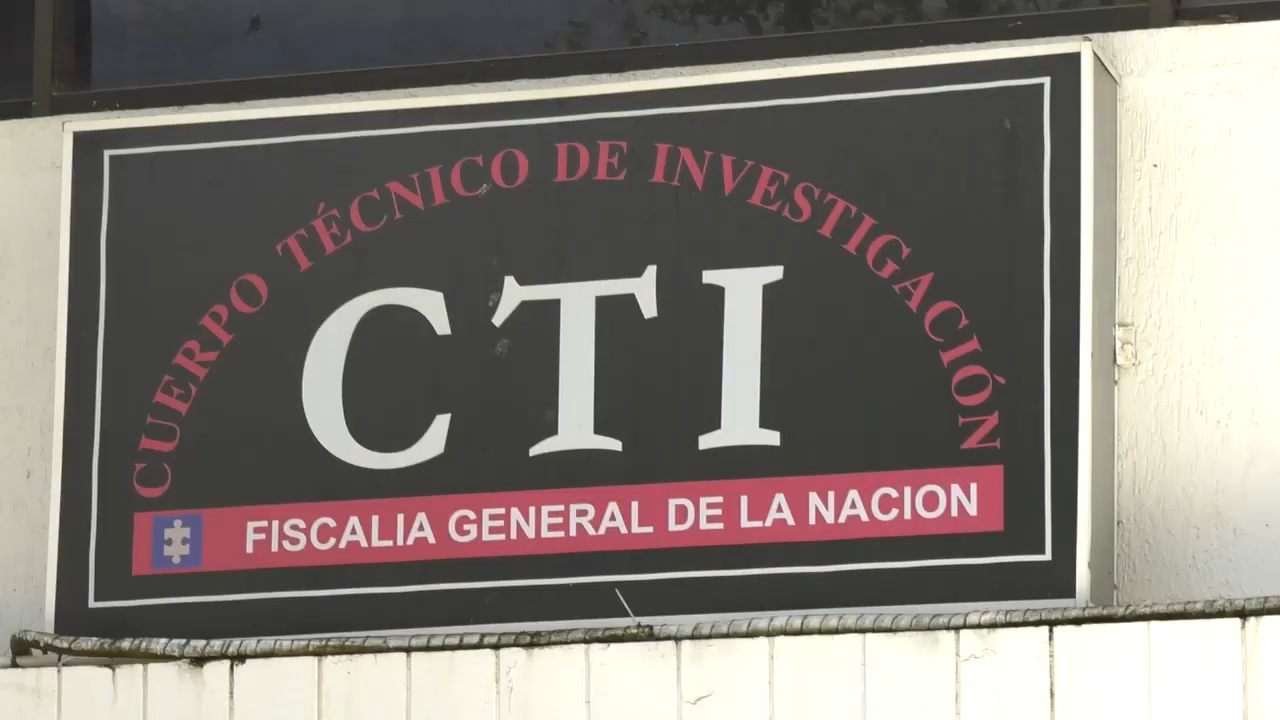 CUERPO TÉCNICO DE INVESTIGACIÓN
CTI
FISCALIA GENERAL DE LA NACION